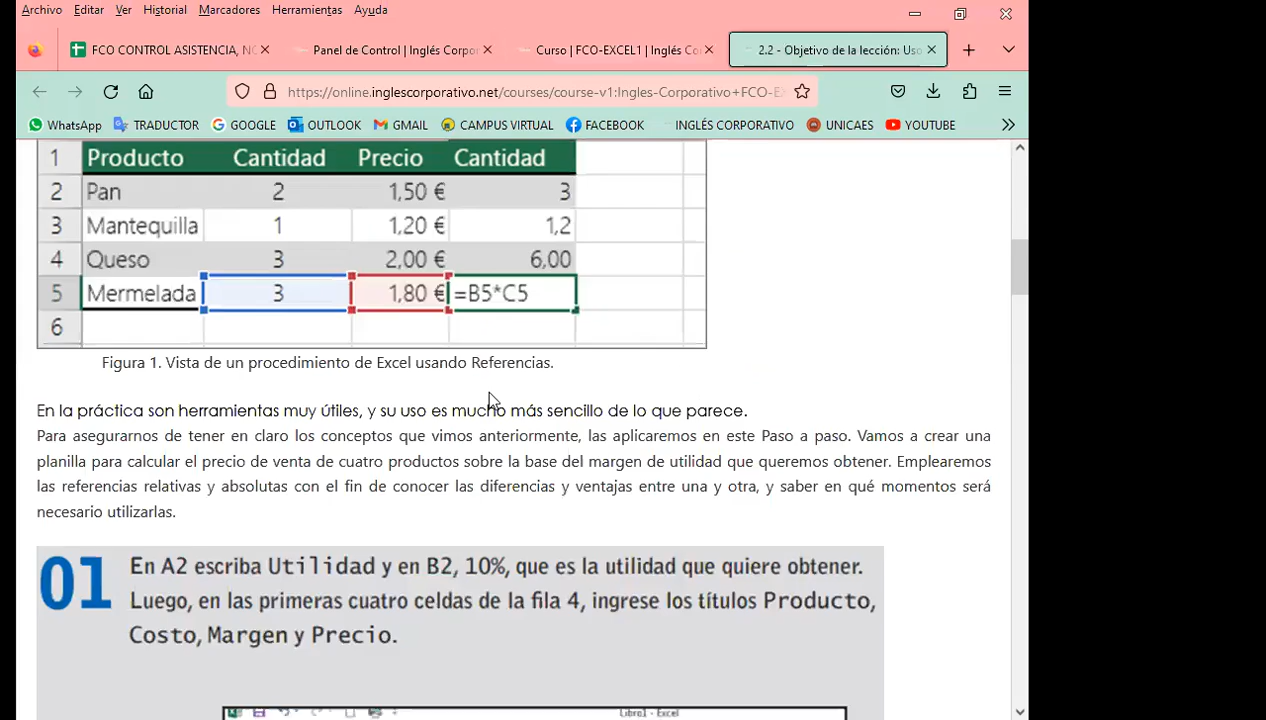 Archivo Editar Ver Historial Marcadores Herramientas Ayuda
FCO CONTROL ASISTENCIA, NO Panel de Control | Inglés Corpor Curso | FCO-EXCEL1 | Inglés Co 2.2 - Objetivo de la lección: Uso
https://online.inglescorporativo.net/courses/course-v1:Ingles-Corporativo+FCO-E
WhatsApp TRADUCTOR GOOGLE OUTLOOK GMAIL CAMPUS VIRTUAL FACEBOOK INGLÉS CORPORATIVO UNICAES YOUTUBE
1 Producto Cantidad Precio Cantidad
2 Pan 2 1,50 € 3
3 Mantequilla 1 1,20 € 1,2
4 Queso 3 2,00 € 6,00
5 Mermelada 3 1,80 € =B5*C5
6
Figura 1. Vista de un procedimiento de Excel usando Referencias.
En la práctica son herramientas muy útiles, y su uso es mucho más sencillo de lo que parece.
Para asegurarnos de tener en claro los conceptos que vimos anteriormente, las aplicaremos en este Paso a paso. Vamos a crear una
planilla para calcular el precio de venta de cuatro productos sobre la base del margen de utilidad que queremos obtener. Emplearemos
las referencias relativas y absolutas con el fin de conocer las diferencias y ventajas entre una y otra, y saber en qué momentos será
necesario utilizarlas.
01 En A2 escriba Utilidad y en B2, 10%, que es la utilidad que quiere obtener.
Luego, en las primeras cuatro celdas de la fila 4, ingrese los títulos Producto,
Costo, Margen y Precio.
Libro1 - Excel